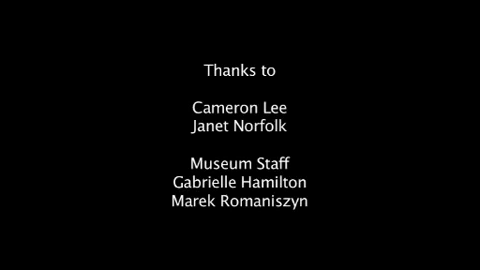 Thanks to
Cameron Lee
Janet Norfolk
Museum Staff
Gabrielle Hamilton
Marek Romaniszyn